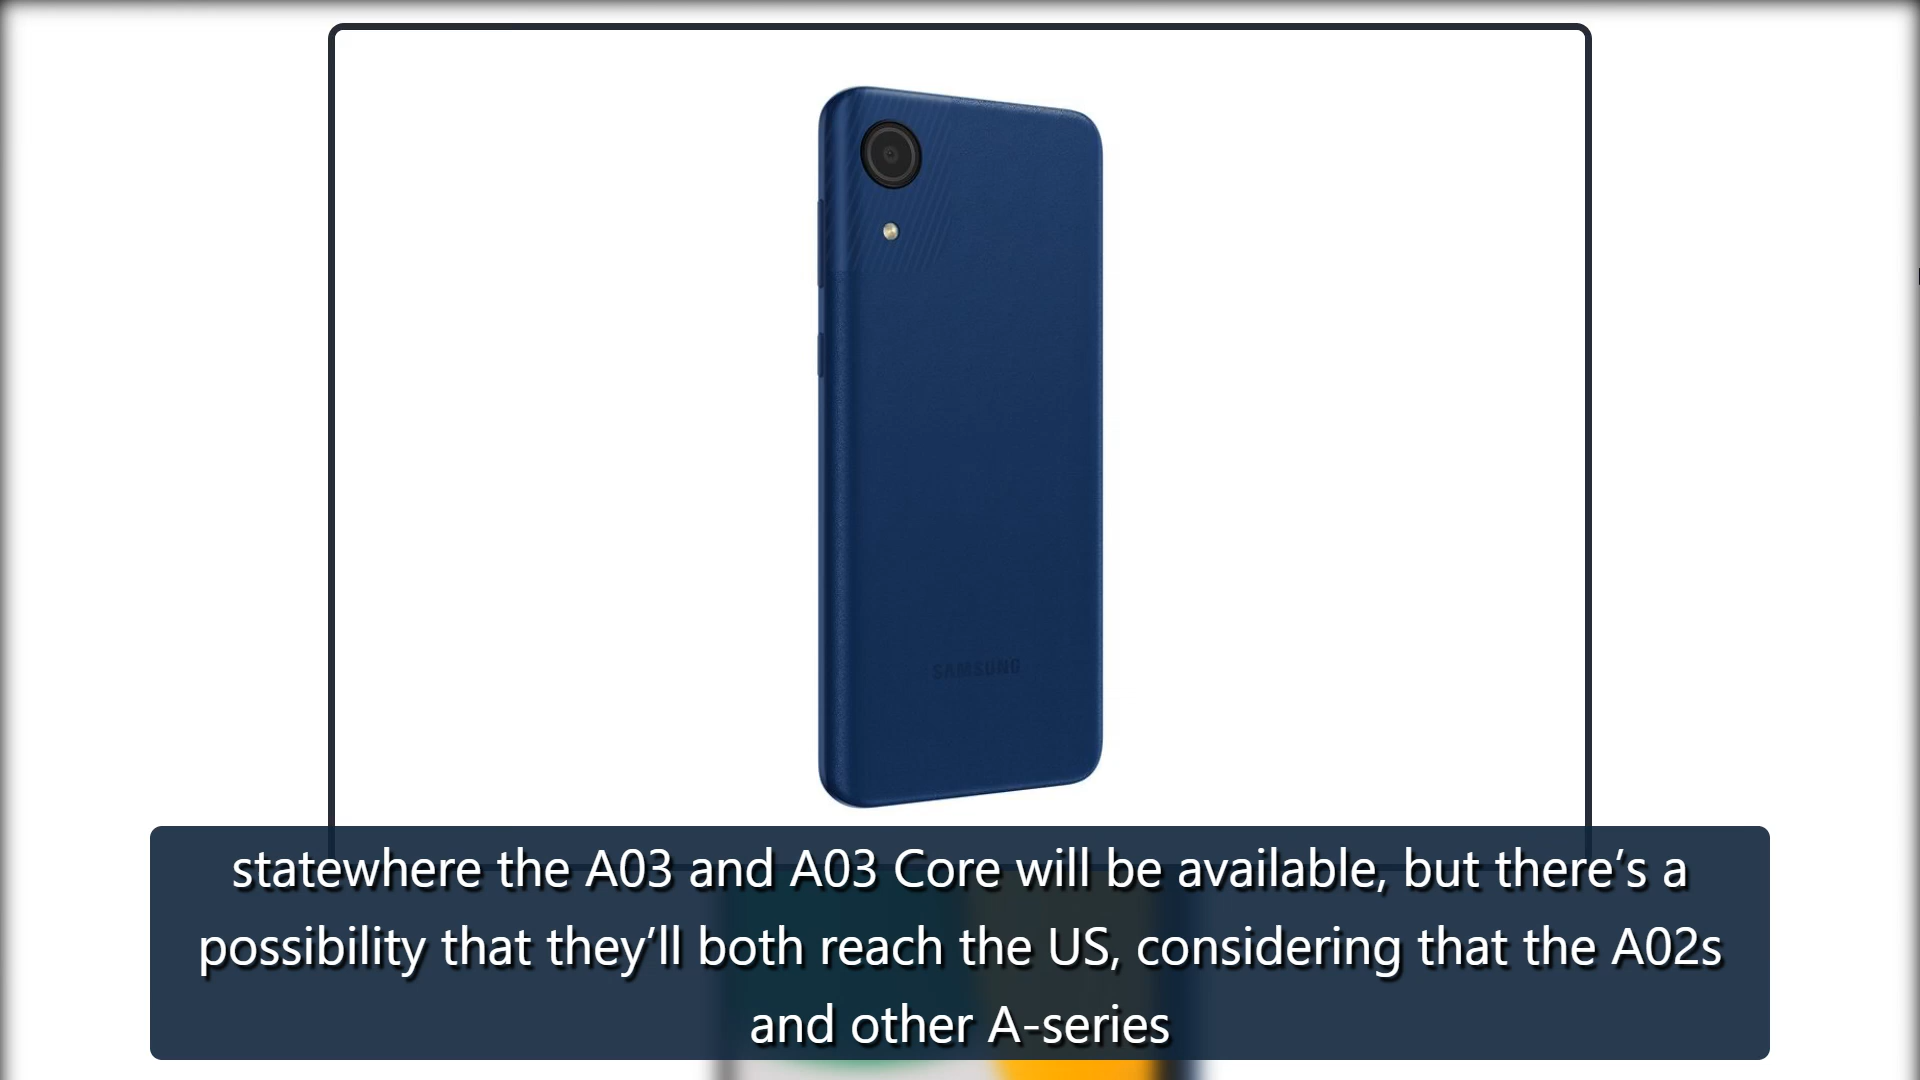 SAMSUNG
statewhere the A03 and A03 Core will be available, but there’s a
possibility that they’ll both reach the US, considering that the A02s
and other A-series